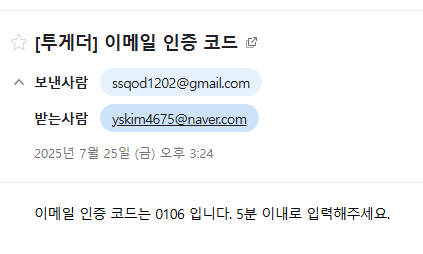 [투게더] 이메일 인증 코드
보낸사람 ssqod1202@gmail.com
받는사람 yskim4675@naver.com
2025년 7월 25일 (금) 오후 3:24
이메일 인증 코드는 0106 입니다. 5분 이내로 입력해주세요.